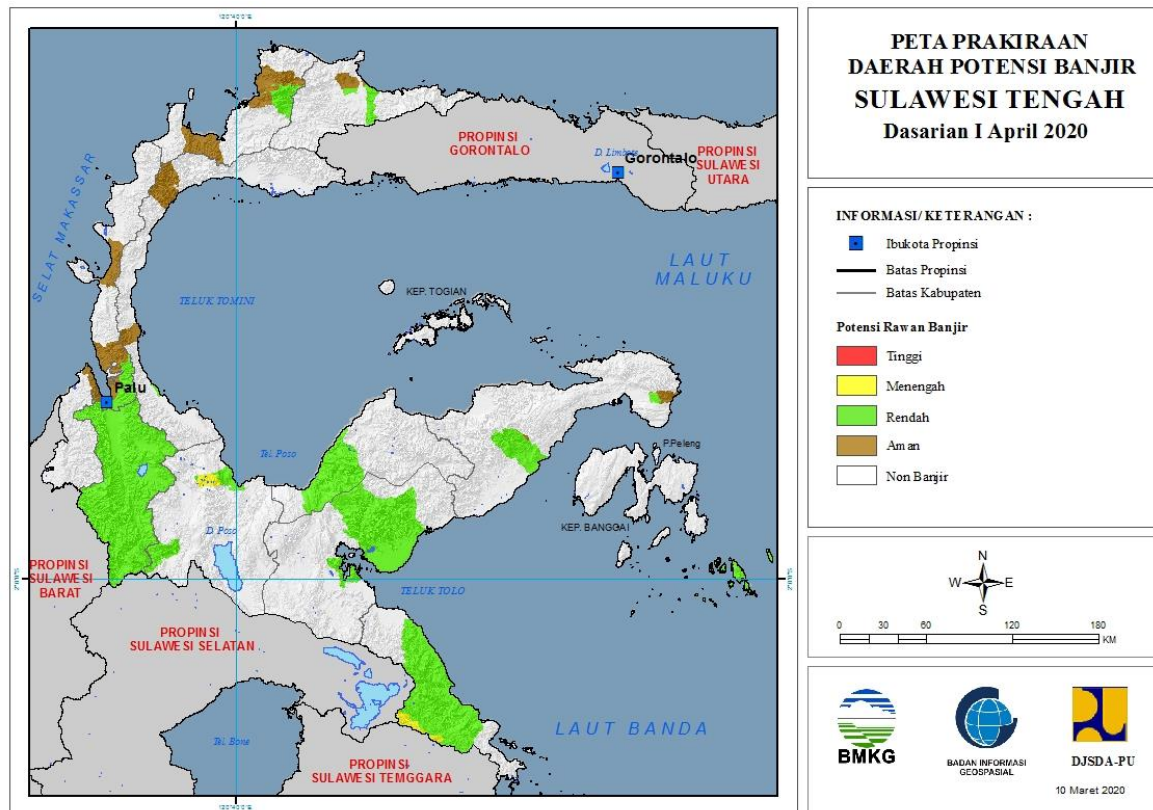 120°40'0"E
SELAT MAKASSAR
PROPINSI
GORONTALO
D. Limboto
Gorontalo
PROPINSI
SULAWESI
UTARA
LAUT
MALUKU
TELUK TOMINI
KEP. TOGIAN
Palu
Tel. Poso
P.Peleng
D. Poso
KEP. BANGGAI
PROPINSI
SULAWESI
BARAT
TELUK TOLO
PROPINSI
SULAWESI SELATAN
LAUT BANDA
Tel. Bone
PROPINSI
SULAWESI TEMGGARA
PETA PRAKIRAAN
DAERAH POTENSI BANJIR
SULAWESI TENGAH
Dasarian I April 2020
INFORMASI/ KETERANGAN :
Ibukota Propinsi
Batas Propinsi
Batas Kabupaten
Potensi Rawan Banjir
Tinggi
Menengah
Rendah
Aman
Non Banjir
N
W E
S
0 30 60 120 180
KM
BMKG
BADAN INFORMASI
GEOSPASIAL
DJSDA-PU
10 Maret 2020